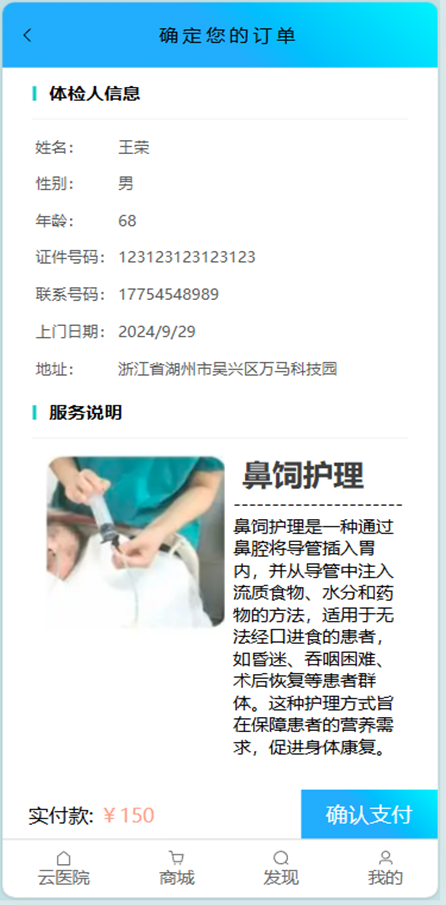 确定您的订单
体检人信息
姓名： 王荣
性别： 男
年龄： 68
证件号码： 123123123123123
联系号码： 17754548989
上门日期： 2024/9/29
地址： 浙江省湖州市吴兴区万马科技园
服务说明
鼻饲护理
鼻饲护理是一种通过
鼻腔将导管插入胃
内，并从导管中注入
流质食物、水分和药
物的方法，适用于无
法经口进食的患者，
如昏迷、吞咽困难、
术后恢复等患者群
体。这种护理方式旨
在保障患者的营养需
求，促进身体康复。
实付款: ￥150
确认支付
云医院 商城 发现 我的